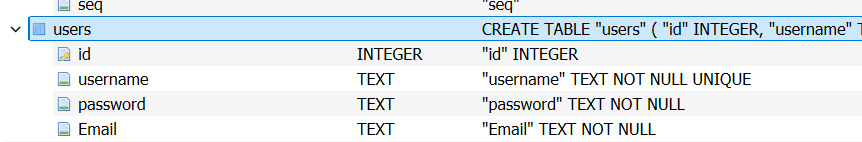 seq "seq"
users CREATE TABLE "users" ( "id" INTEGER, "username"
id INTEGER "id" INTEGER
username TEXT "username" TEXT NOT NULL UNIQUE
password TEXT "password" TEXT NOT NULL
Email TEXT "Email" TEXT NOT NULL